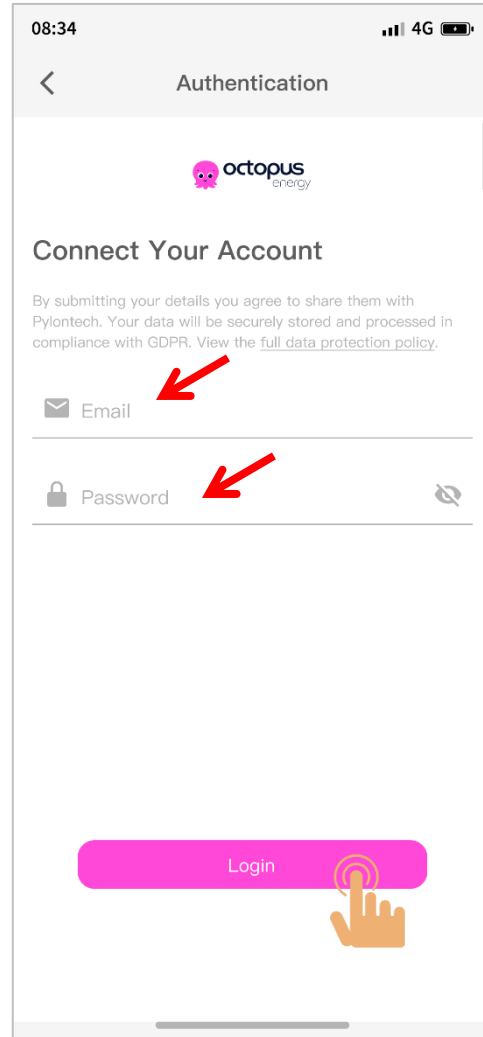 08:34 4G
Authentication
octopus
energy
Connect Your Account
By submitting your details you agree to share them with
Pylontech. Your data will be securely stored and processed in
compliance with GDPR. View the full data protection policy.
Email
Password
Login